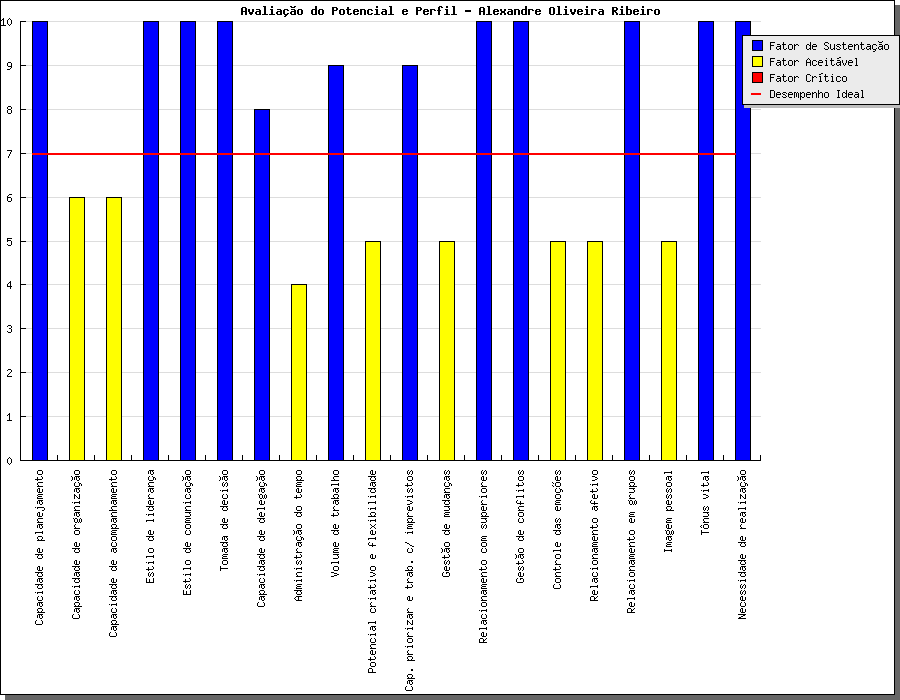 Avaliação do Potencial e Perfil - Alexandre Oliveira Ribeiro
10
9
8
7
6
5
4
3
2
1
0
Fator de Sustentação
Fator Aceitável
Fator Crítico
Desempenho Ideal
Capacidade de planejamento
Capacidade de organização
Capacidade de acompanhamento
Estilo de liderança
Estilo de comunicação
Tomada de decisão
Capacidade de delegação
Administração do tempo
Volume de trabalho
Potencial criativo e flexibilidade
Cap. priorizar e trab. c/ imprevistos
Gestão de mudanças
Relacionamento com superiores
Gestão de conflitos
Controle das emoções
Relacionamento afetivo
Relacionamento em grupos
Imagem pessoal
Tônus vital
Necessidade de realização